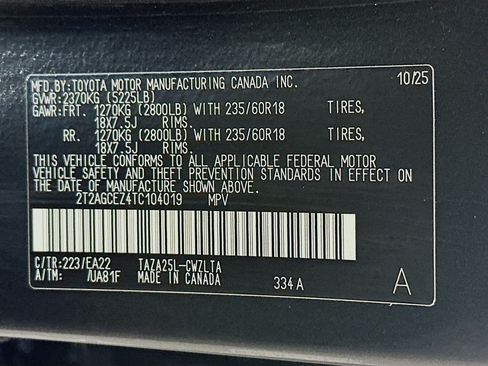 MFD.BY:TOYOTA MOTOR MANUFACTURING CANADA INC. 10/25
GVWR:2370KG (5225LB)
GAWR:FRT. 1270KG (2800LB) WITH 235/60R18 TIRES,
18X7.5J RIMS.
RR. 1270KG (2800LB) WITH 235/60R18 TIRES,
18X7.5J RIMS.
THIS VEHICLE CONFORMS TO ALL APPLICABLE FEDERAL MOTOR
VEHICLE SAFETY AND THEFT PREVENTION STANDARDS IN EFFECT
ON THE DATE OF MANUFACTURE SHOWN ABOVE.
2T2AGCEZ4TC104019 MPV
C/TR:223/EA22 TAZA25L-CWZLTA
A/TM: /UA81F MADE IN CANADA 334A A